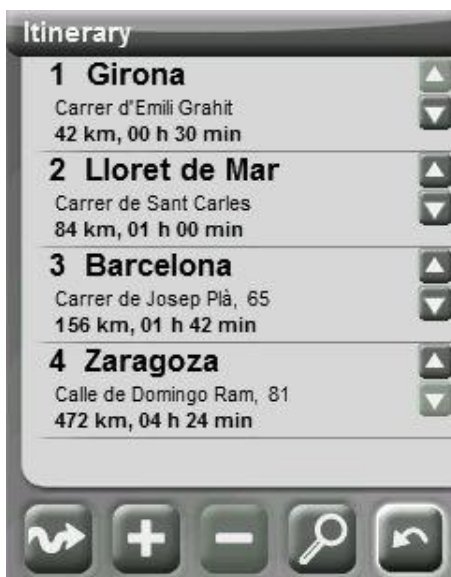 Itinerary
1 Girona
Carrer d'Emili Grahit
42 km, 00 h 30 min
2 Lloret de Mar
Carrer de Sant Carles
84 km, 01 h 00 min
3 Barcelona
Carrer de Josep Plà, 65
156 km, 01 h 42 min
4 Zaragoza
Calle de Domingo Ram, 81
472 km, 04 h 24 min